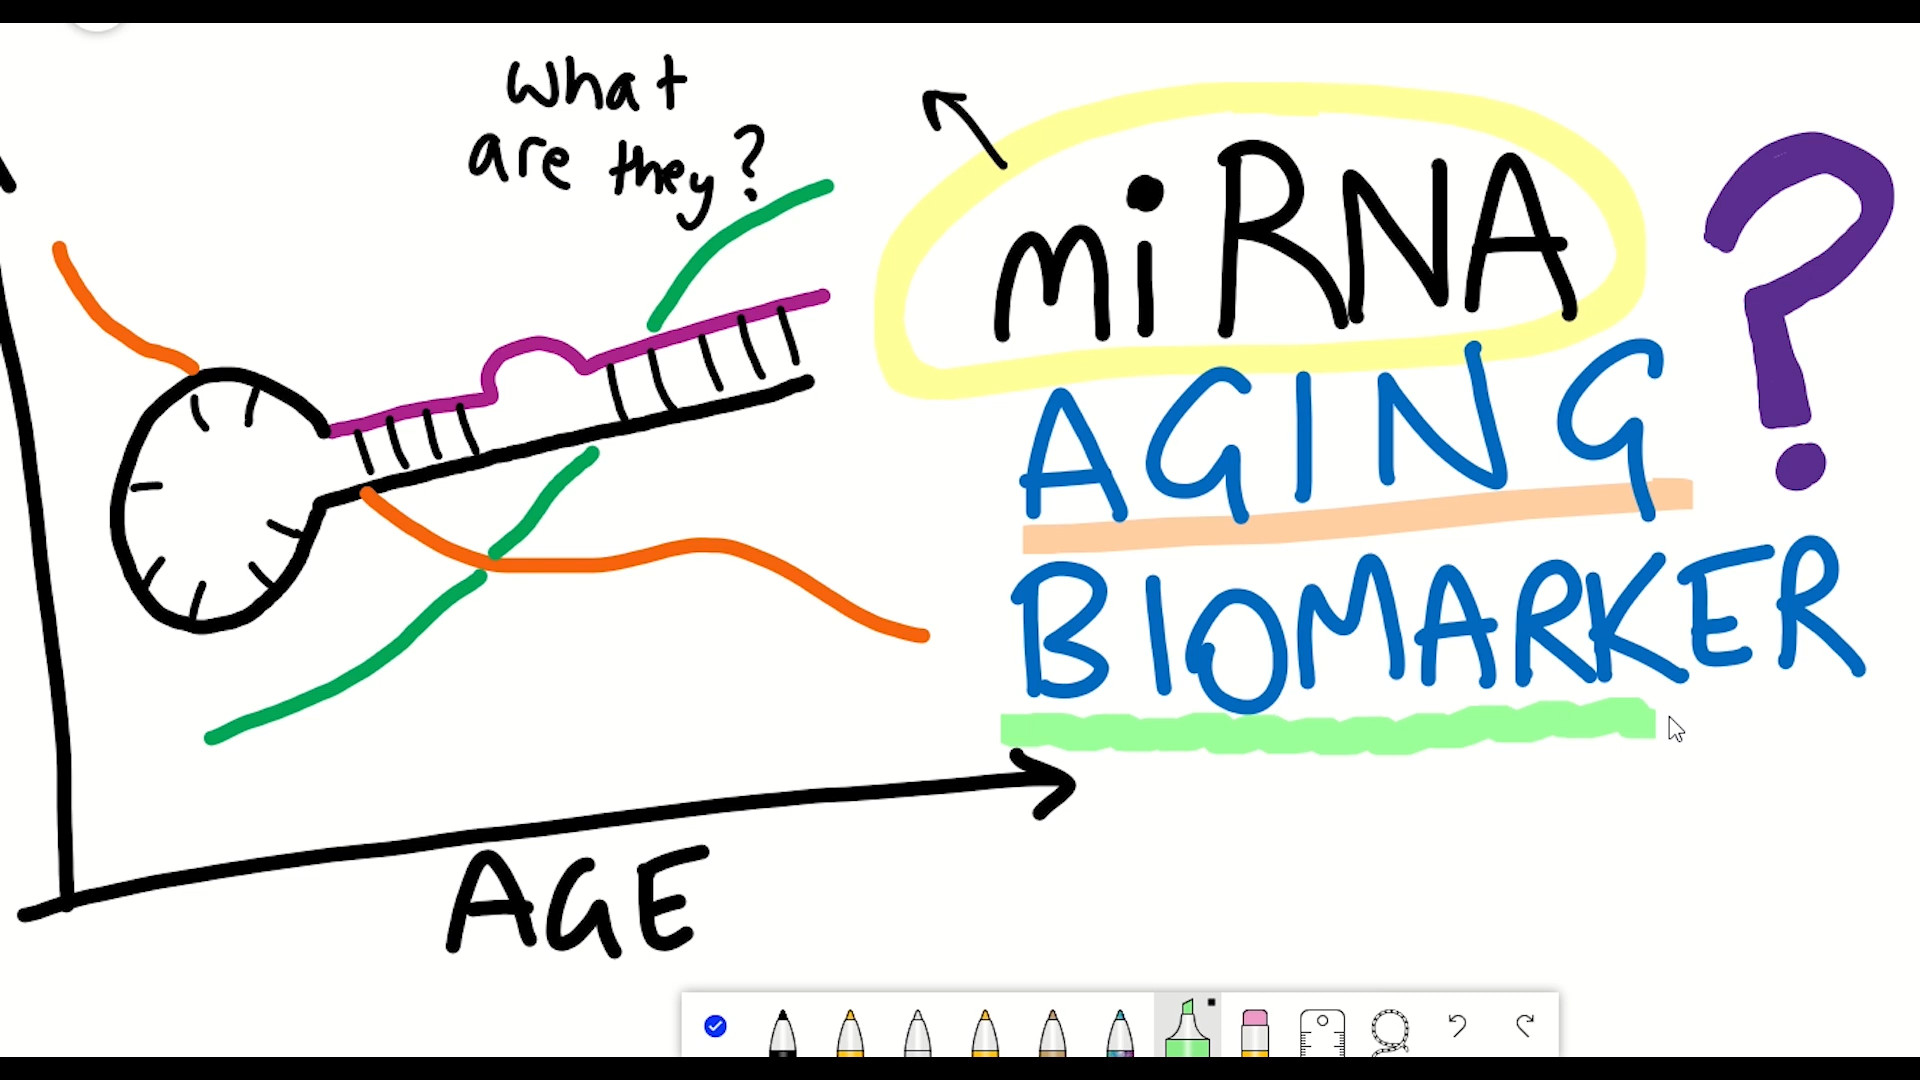 What
are they?
miRNA
AGING
BIOMARKER
?
AGE